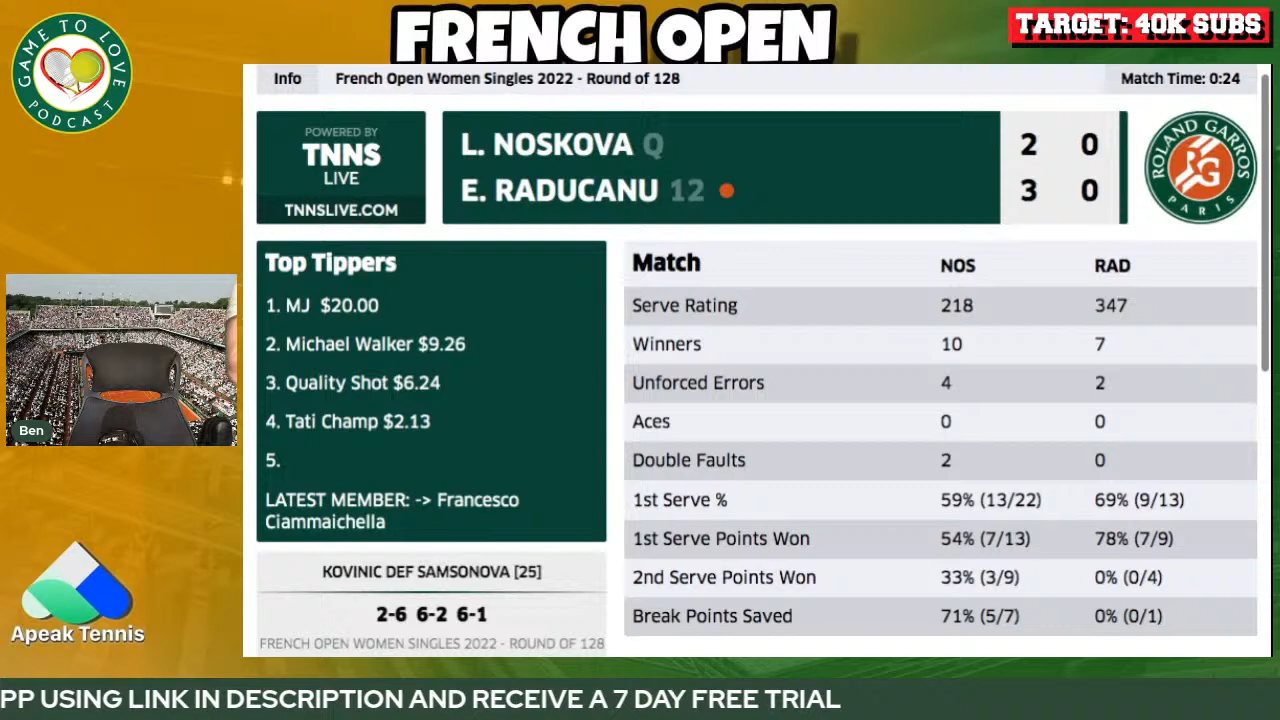 GAME TO LOVE
PODCAST
FRENCH OPEN
TARGET: 40K SUBS
Info French Open Women Singles 2022 - Round of 128 Match Time: 0:24
POWERED BY
TNNS
LIVE
TNNSLIVE.COM
L. NOSKOVA Q 2 0
E. RADUCANU 12 3 0
ROLAND GARROS
RG
PARIS
Top Tippers
1. MJ $20.00
2. Michael Walker $9.26
3. Quality Shot $6.24
4. Tati Champ $2.13
5.
LATEST MEMBER: -> Francesco
Ciammaichella
KOVINIC DEF SAMSONOVA [25]
2-6 6-2 6-1
FRENCH OPEN WOMEN SINGLES 2022 - ROUND OF 128
Match NOS RAD
Serve Rating 218 347
Winners 10 7
Unforced Errors 4 2
Aces 0 0
Double Faults 2 0
1st Serve % 59% (13/22) 69% (9/13)
1st Serve Points Won 54% (7/13) 78% (7/9)
2nd Serve Points Won 33% (3/9) 0% (0/4)
Break Points Saved 71% (5/7) 0% (0/1)
Ben
Apeak Tennis
PP USING LINK IN DESCRIPTION AND RECEIVE A 7 DAY FREE TRIAL